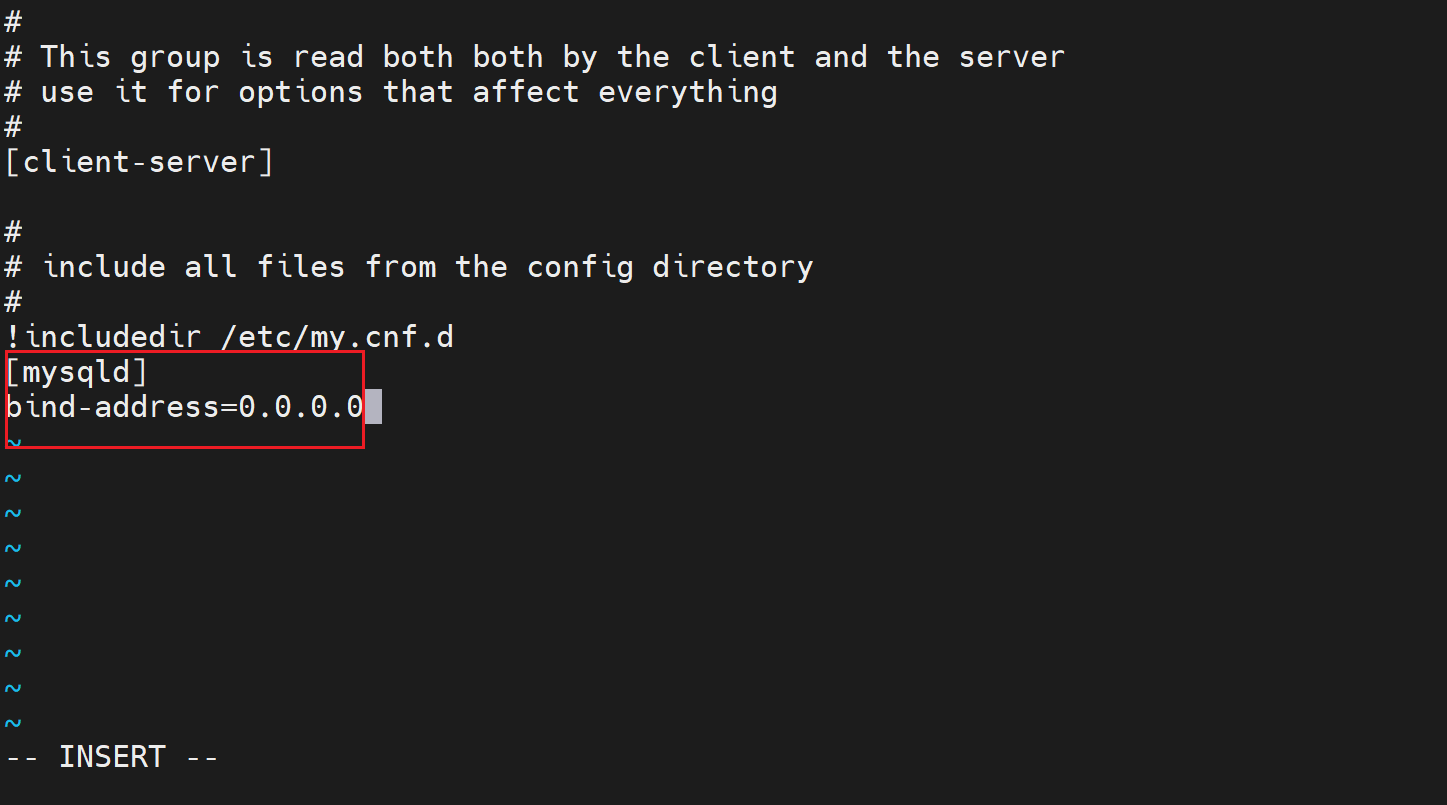 #
# This group is read both both by the client and the server
# use it for options that affect everything
#
[client-server]

#
# include all files from the config directory
#
!includedir /etc/my.cnf.d
[mysqld]
bind-address=0.0.0.0
~
~
~
~
~
~
~
~
~
-- INSERT --